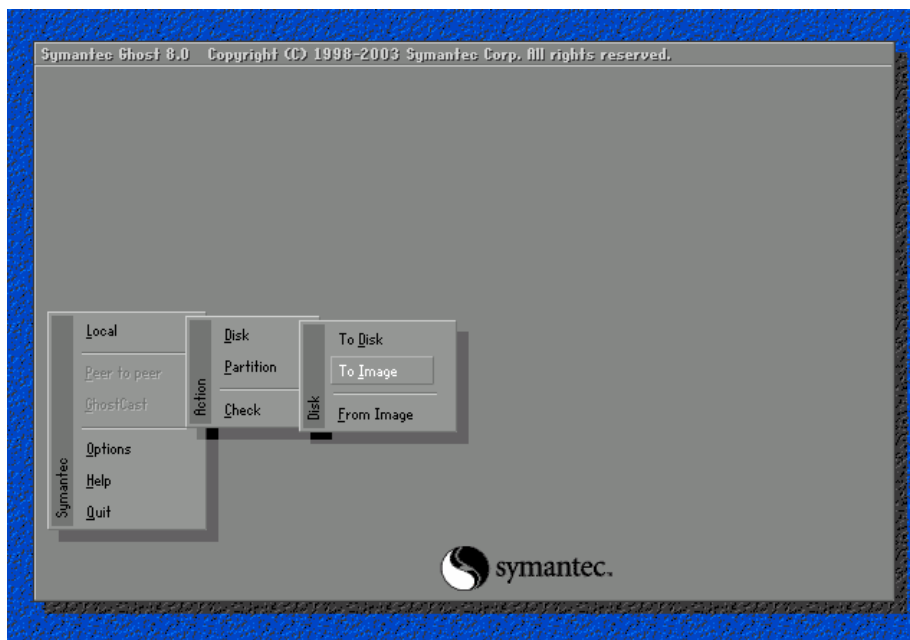 Symantec Ghost 8.0 Copyright (C) 1998-2003 Symantec Corp. All rights reserved.
Symantec
Local
Peer to peer
GhostCast
Options
Help
Quit
Action
Disk
Partition
Check
Disk
To Disk
To Image
From Image
symantec.